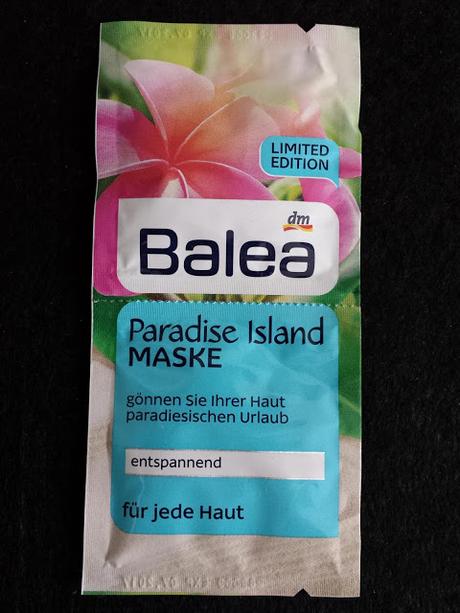 LIMITED
EDITION
dm
Balea
Paradise Island
MASKE
gönnen Sie Ihrer Haut
paradiesischen Urlaub
entspannend
für jede Haut